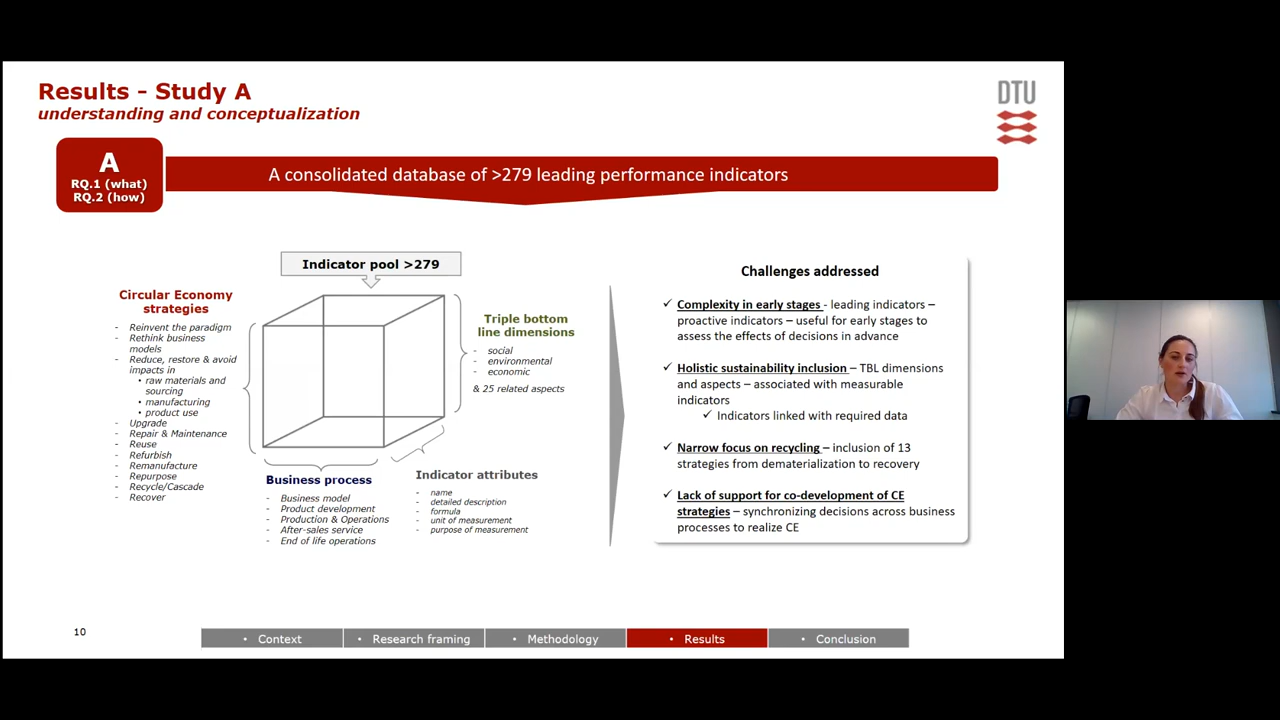 Results - Study A
understanding and conceptualization
DTU
A
RQ.1 (what)
RQ.2 (how)
A consolidated database of >279 leading performance indicators
Indicator pool >279
Circular Economy
strategies
- Reinvent the paradigm
- Rethink business
models
- Reduce, restore & avoid
impacts in
• raw materials and
sourcing
• manufacturing
• product use
- Upgrade
- Repair & Maintenance
- Reuse
- Refurbish
- Remanufacture
- Repurpose
- Recycle/Cascade
- Recover
Triple bottom
line dimensions
- social
- environmental
- economic
& 25 related aspects
Business process
- Business model
- Product development
- Production & Operations
- After-sales service
- End of life operations
Indicator attributes
- name
- detailed description
- formula
- unit of measurement
- purpose of measurement
Challenges addressed
✓ Complexity in early stages - leading indicators –
proactive indicators – useful for early stages to
assess the effects of decisions in advance
✓ Holistic sustainability inclusion – TBL dimensions
and aspects – associated with measurable
indicators
✓ Indicators linked with required data
✓ Narrow focus on recycling – inclusion of 13
strategies from dematerialization to recovery
✓ Lack of support for co-development of CE
strategies – synchronizing decisions across business
processes to realize CE
10
• Context
• Research framing
• Methodology
• Results
• Conclusion